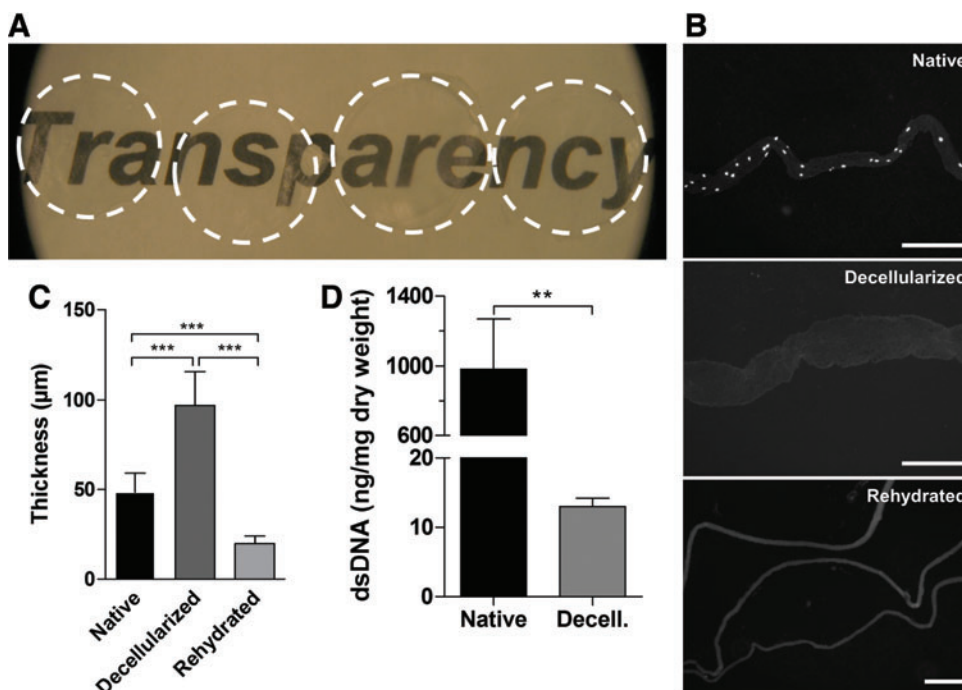 A
Transparency
B
Native
Decellularized
Rehydrated
C
Thickness (µm)
150
100
50
0
***
***
***
Native
Decellularized
Rehydrated
D
dsDNA (ng/mg dry weight)
1400
1000
600
20
10
0
**
Native
Decell.